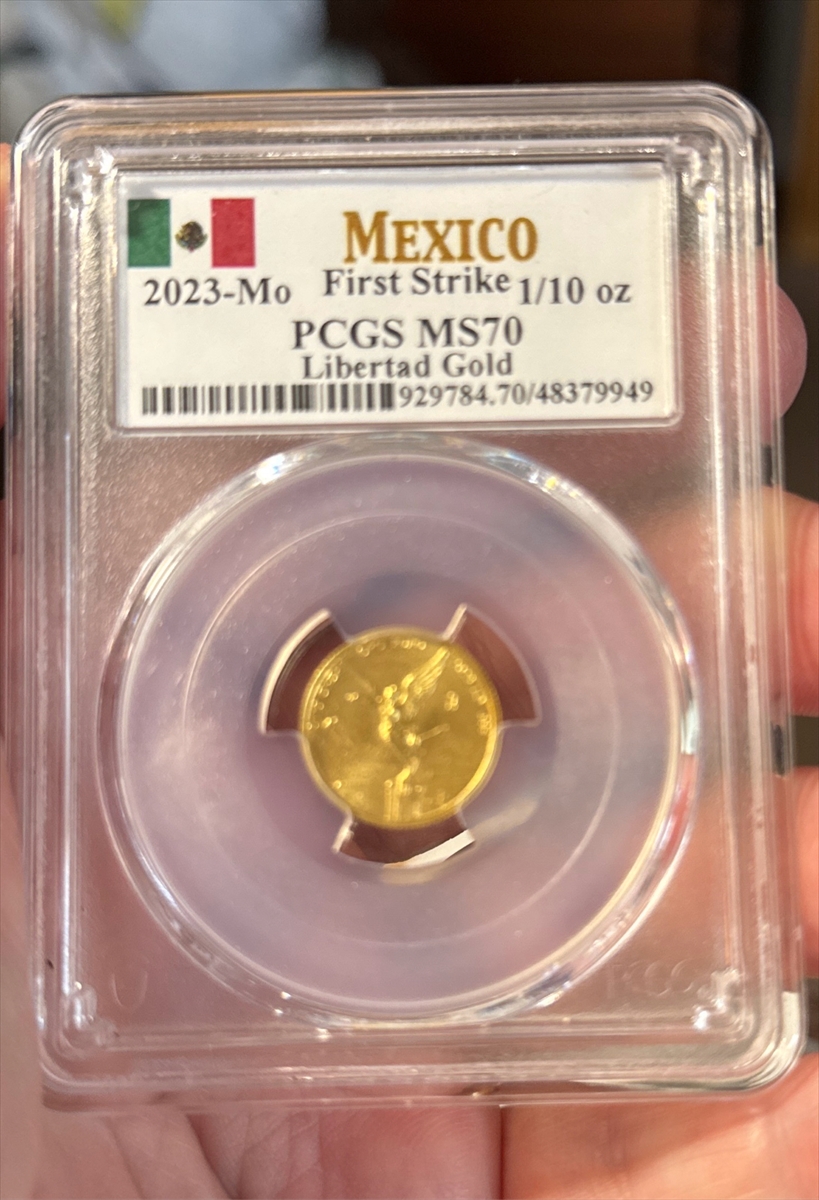 MEXICO
2023-Mo First Strike 1/10 oz
PCGS MS70
Libertad Gold
929784.70/48379949